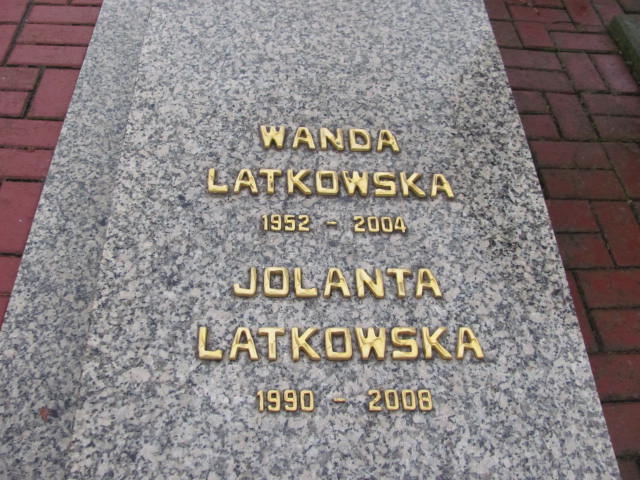 WANDA
LATKOWSKA
1952 - 2004
JOLANTA
LATKOWSKA
1990 - 2008